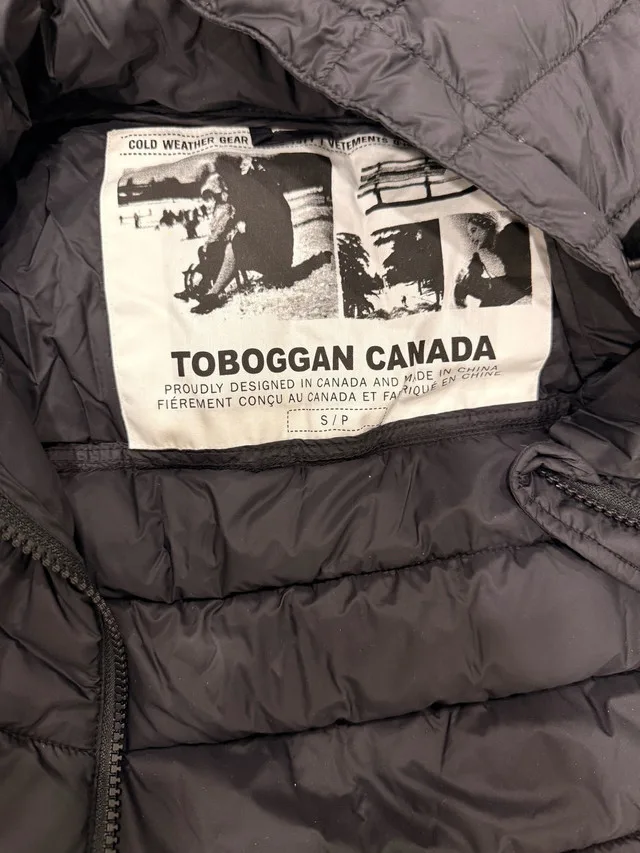 COLD WEATHER GEAR VETEMENTS
TOBOGGAN CANADA
PROUDLY DESIGNED IN CANADA AND MADE IN CHINA
FIÈREMENT CONÇU AU CANADA ET FABRIQUÉ EN CHINE
S / P